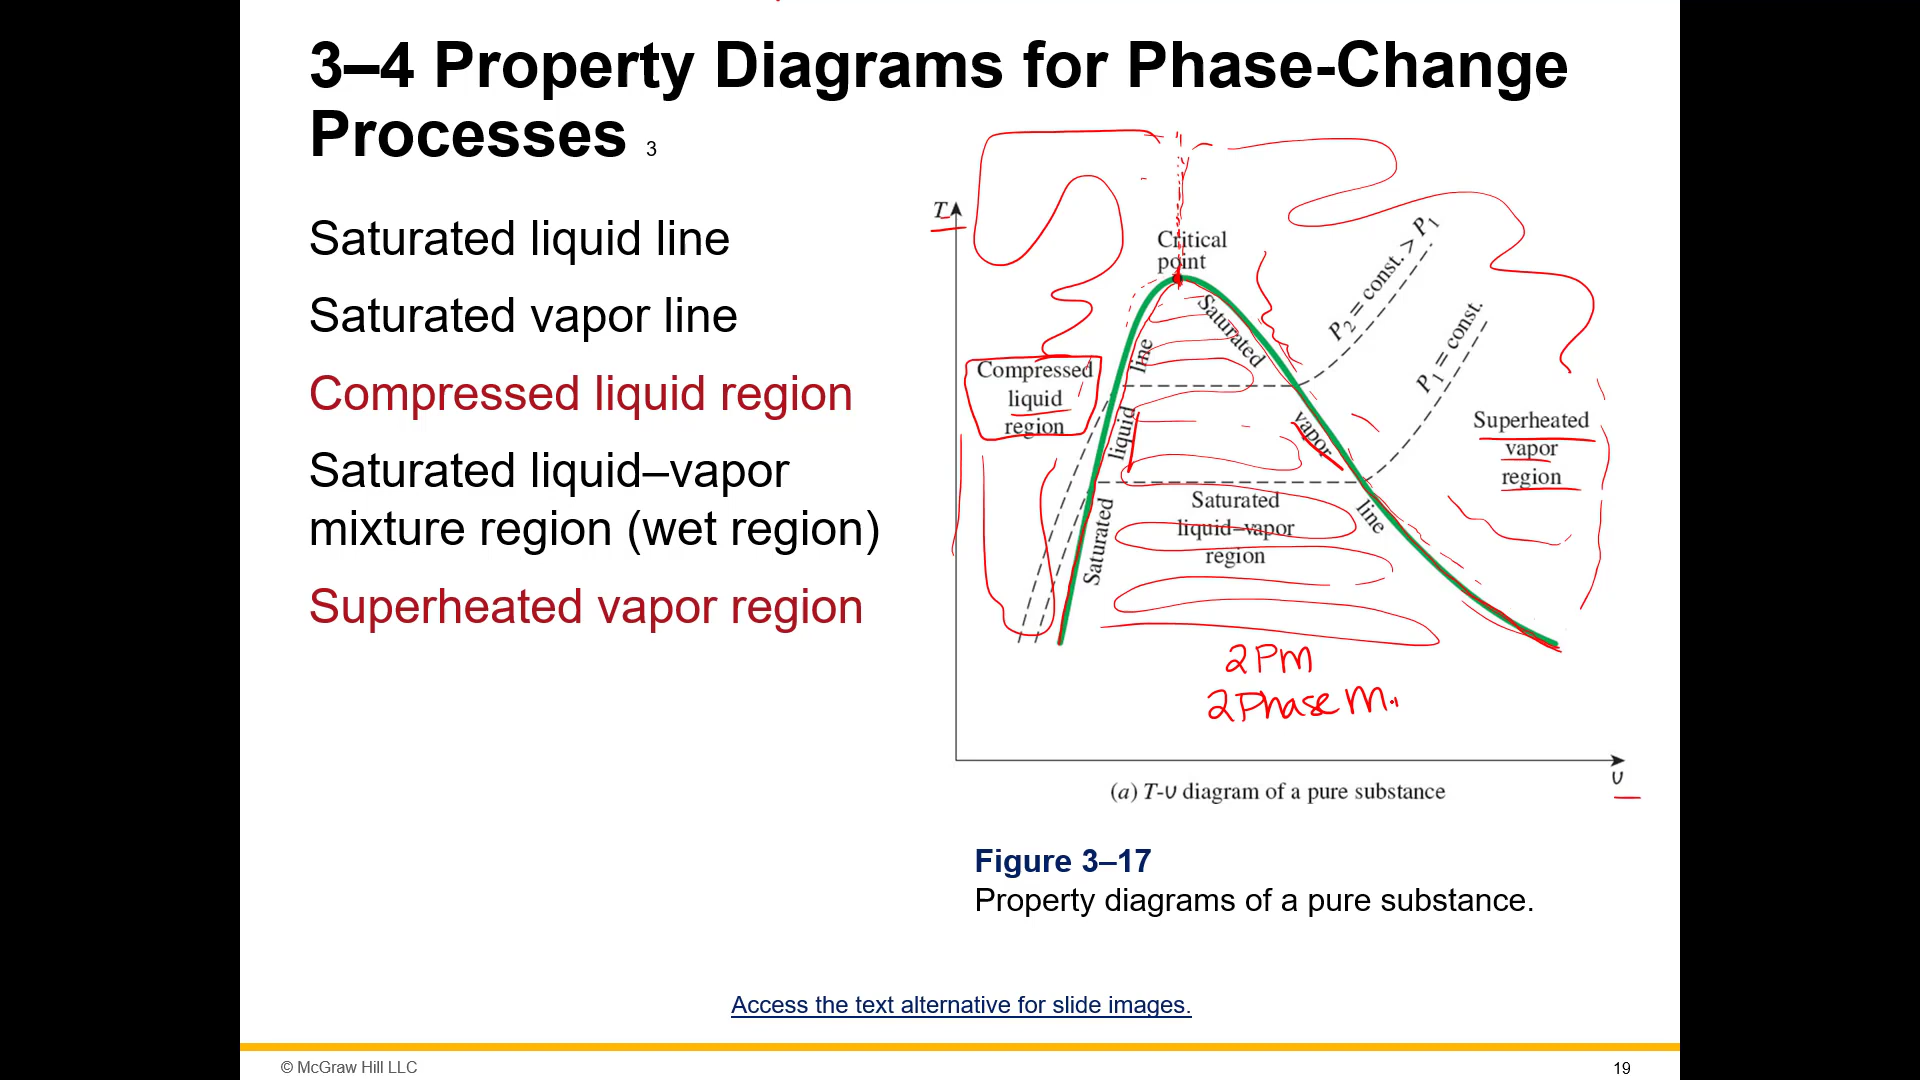 3–4 Property Diagrams for Phase-Change
Processes 3
Saturated liquid line
Saturated vapor line
Compressed liquid region
Saturated liquid–vapor
mixture region (wet region)
Superheated vapor region
T
Critical
point
P2 = const. > P1
P1 = const.
Compressed
liquid
region
Saturated liquid line
Saturated vapor line
Superheated
vapor
region
Saturated
liquid–vapor
region
2PM
2Phase M.
υ
(a) T-υ diagram of a pure substance
Figure 3–17
Property diagrams of a pure substance.
Access the text alternative for slide images.
© McGraw Hill LLC
19